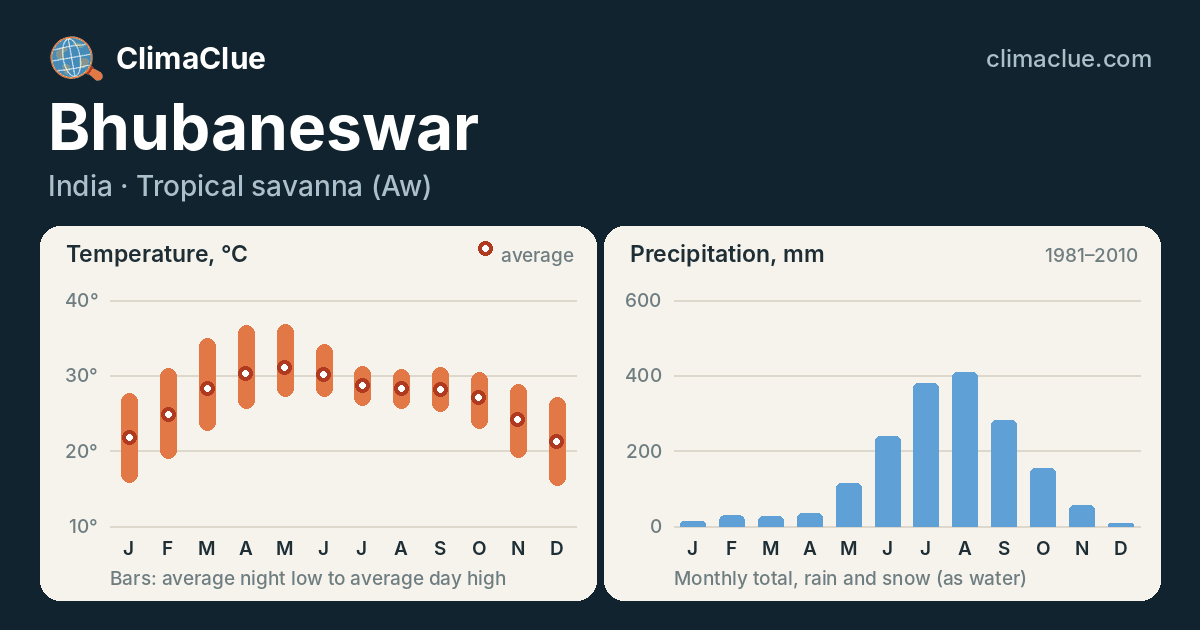 ClimaClue
climaclue.com
Bhubaneswar
India · Tropical savanna (Aw)
Temperature, °C
average
40°
30°
20°
10°
J F M A M J J A S O N D
Bars: average night low to average day high
Precipitation, mm
1981–2010
600
400
200
0
J F M A M J J A S O N D
Monthly total, rain and snow (as water)